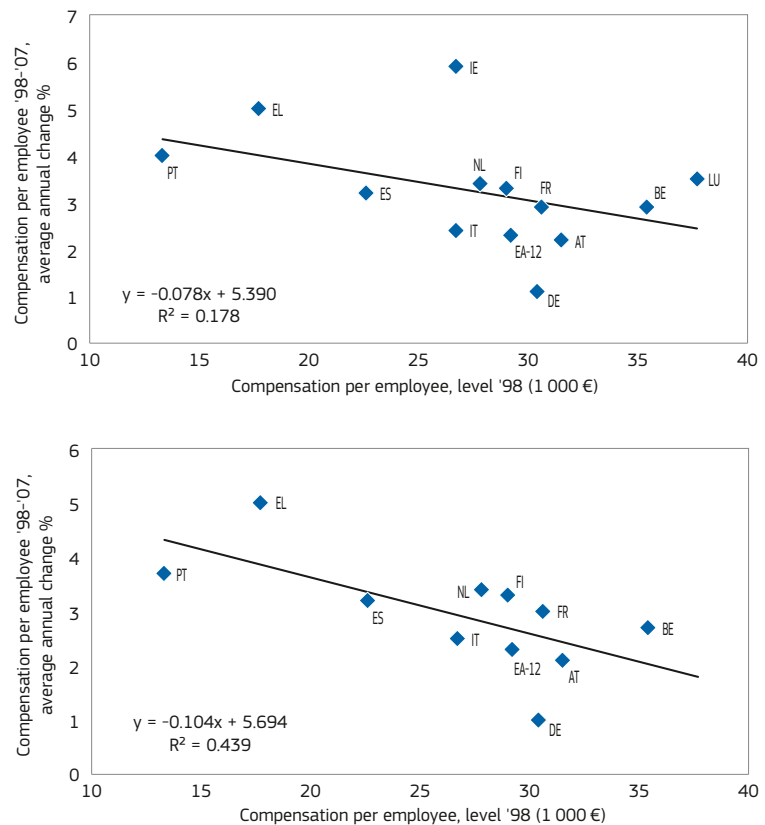 Compensation per employee '98-'07,
average annual change %
7
6
5
4
3
2
1
0
IE
EL
PT
ES
NL
FI
FR
BE
LU
IT
EA-12
AT
DE
y = -0.078x + 5.390
R² = 0.178
10 15 20 25 30 35 40
Compensation per employee, level '98 (1 000 €)
Compensation per employee '98-'07,
average annual change %
6
5
4
3
2
1
0
EL
PT
ES
NL
FI
FR
BE
IT
EA-12
AT
DE
y = -0.104x + 5.694
R² = 0.439
10 15 20 25 30 35 40
Compensation per employee, level '98 (1 000 €)